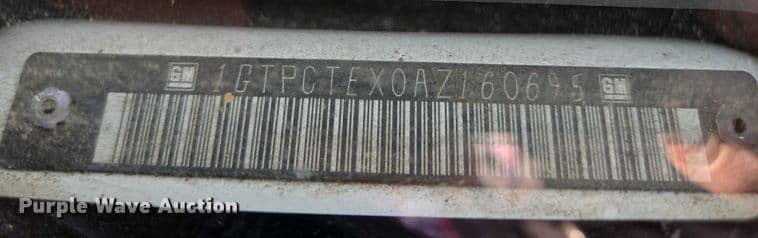 GM 1GTPCTEX0AZ160695 GM
Purple Wave Auction